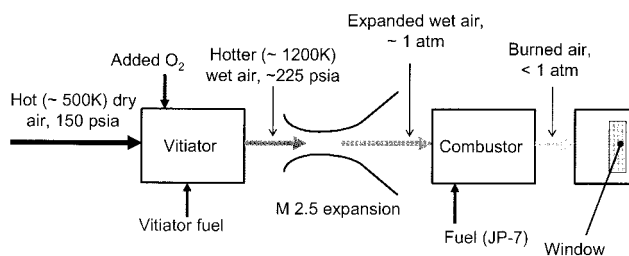 Added O2
Hotter (~ 1200K)
wet air, ~225 psia
Expanded wet air,
~ 1 atm
Burned air,
< 1 atm
Hot (~ 500K) dry
air, 150 psia
Vitiator
Combustor
M 2.5 expansion
Vitiator fuel
Fuel (JP-7)
Window